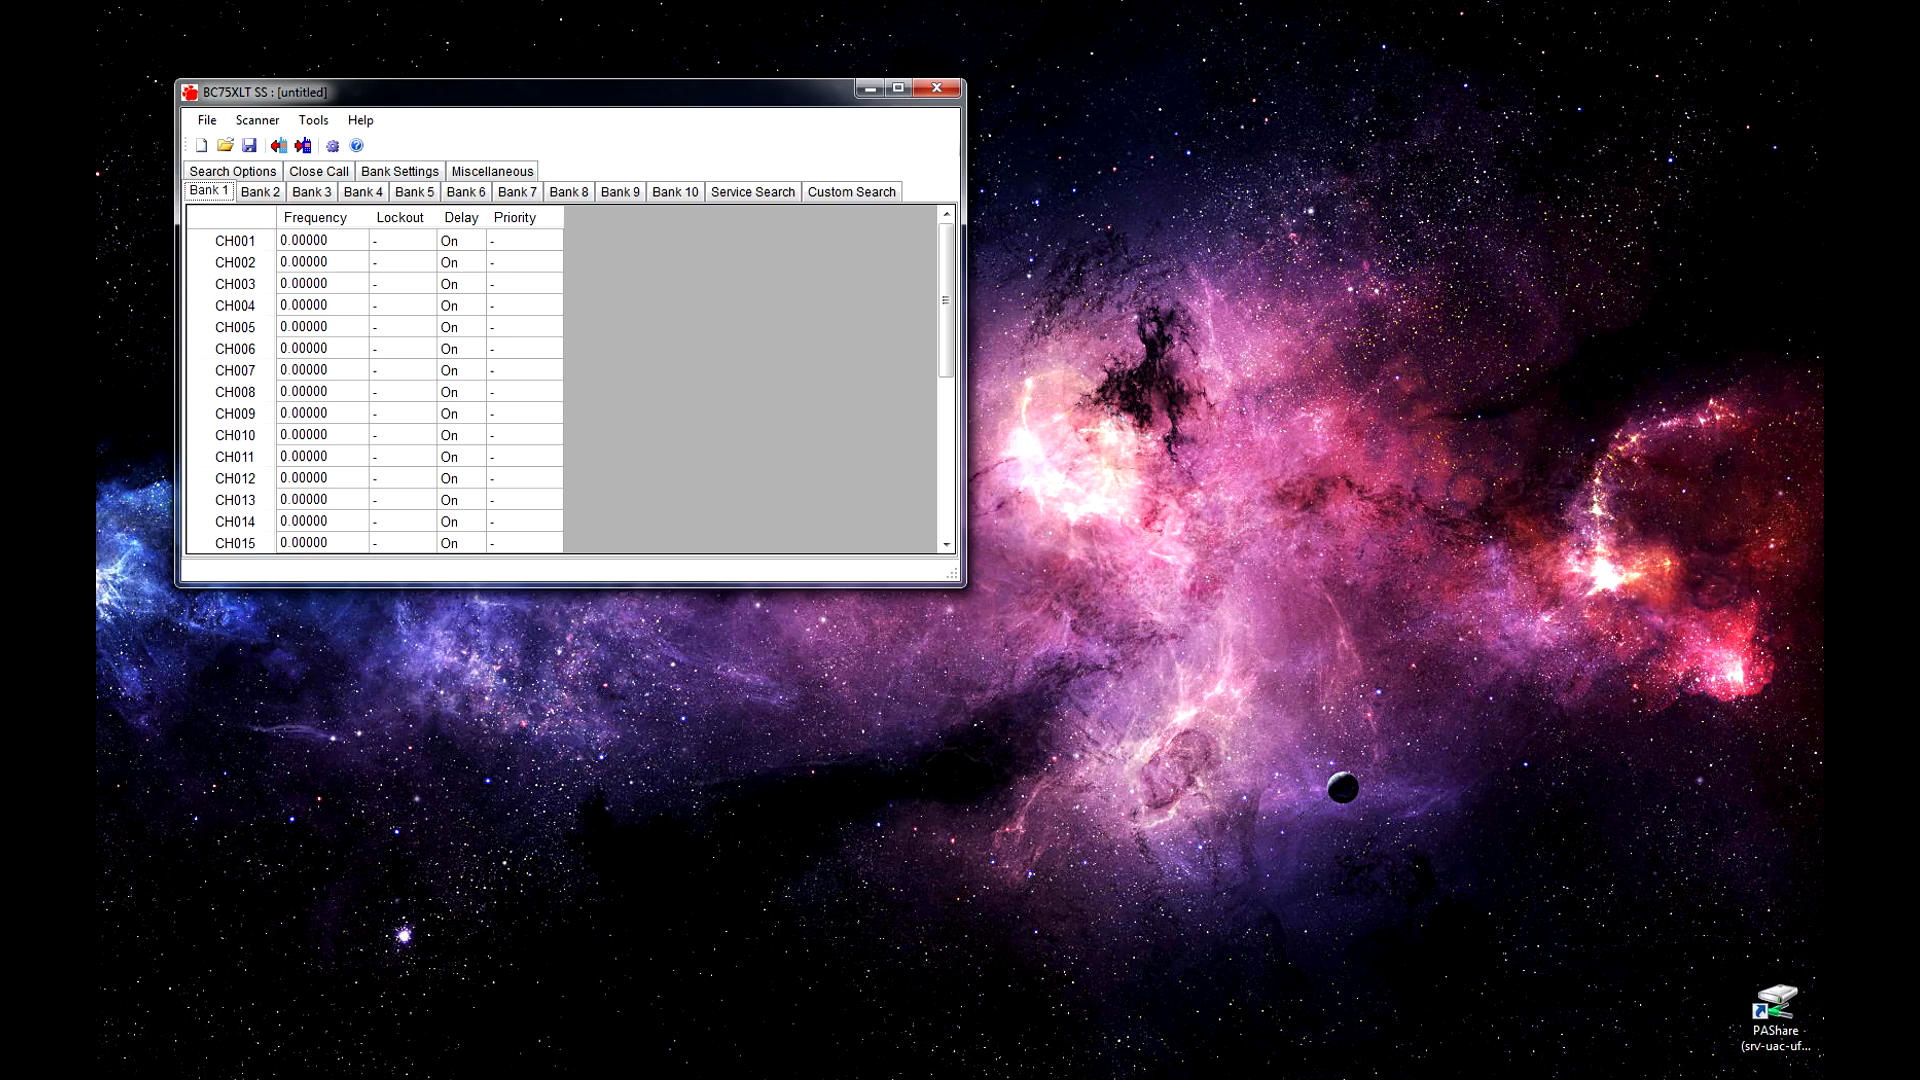 BC75XLT SS : [untitled]
File Scanner Tools Help
Search Options Close Call Bank Settings Miscellaneous
Bank 1 Bank 2 Bank 3 Bank 4 Bank 5 Bank 6 Bank 7 Bank 8 Bank 9 Bank 10 Service Search Custom Search
Frequency Lockout Delay Priority
CH001 0.00000 - On -
CH002 0.00000 - On -
CH003 0.00000 - On -
CH004 0.00000 - On -
CH005 0.00000 - On -
CH006 0.00000 - On -
CH007 0.00000 - On -
CH008 0.00000 - On -
CH009 0.00000 - On -
CH010 0.00000 - On -
CH011 0.00000 - On -
CH012 0.00000 - On -
CH013 0.00000 - On -
CH014 0.00000 - On -
CH015 0.00000 - On -
PAShare
(srv-uac-uf...